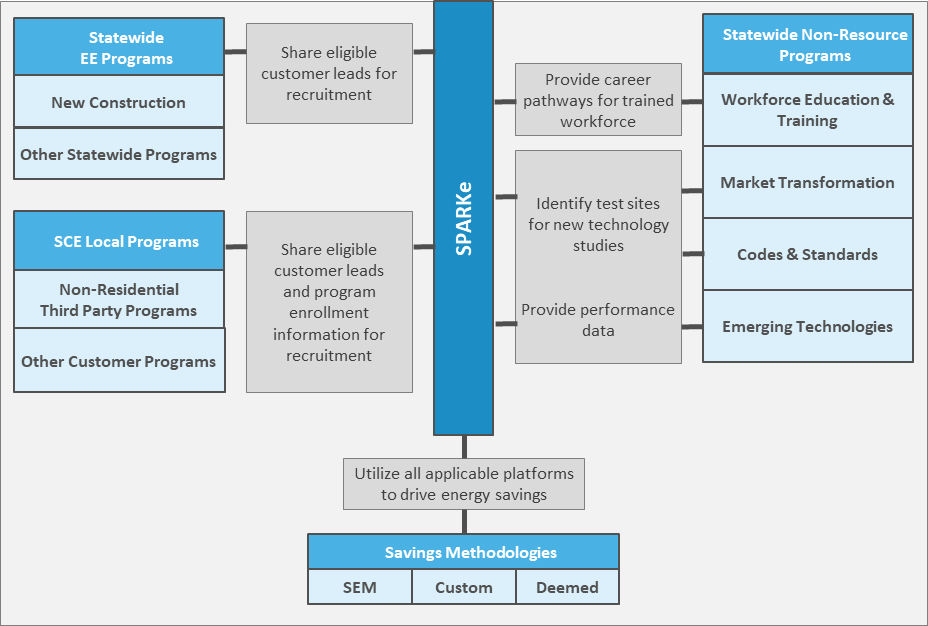 Statewide
EE Programs
New Construction
Other Statewide Programs
Share eligible
customer leads for
recruitment
SCE Local Programs
Non-Residential
Third Party Programs
Other Customer Programs
Share eligible
customer leads
and program
enrollment
information for
recruitment
SPARKe
Provide career
pathways for trained
workforce
Identify test sites
for new technology
studies
Provide performance
data
Statewide Non-Resource
Programs
Workforce Education &
Training
Market Transformation
Codes & Standards
Emerging Technologies
Utilize all applicable platforms
to drive energy savings
Savings Methodologies
SEM
Custom
Deemed